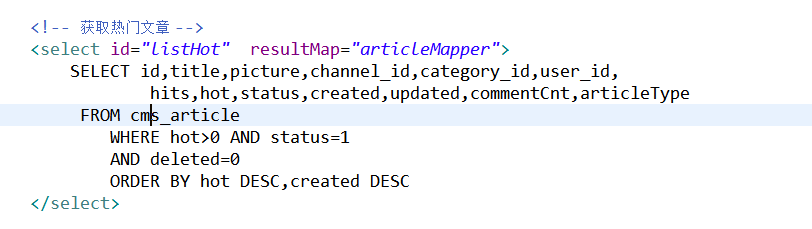 <!-- 获取热门文章 -->
<select id="listHot"  resultMap="articleMapper">
SELECT id,title,picture,channel_id,category_id,user_id,
hits,hot,status,created,updated,commentCnt,articleType
FROM cms_article
WHERE hot>0 AND status=1
AND deleted=0
ORDER BY hot DESC,created DESC
</select>